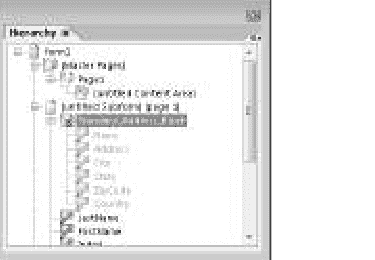 Hierarchy
form1
(Master Pages)
Page1
(untitled Content Area)
(untitled Subform) (page 1)
Name
Address
City
State
ZipCode
Country
LastName
FirstName